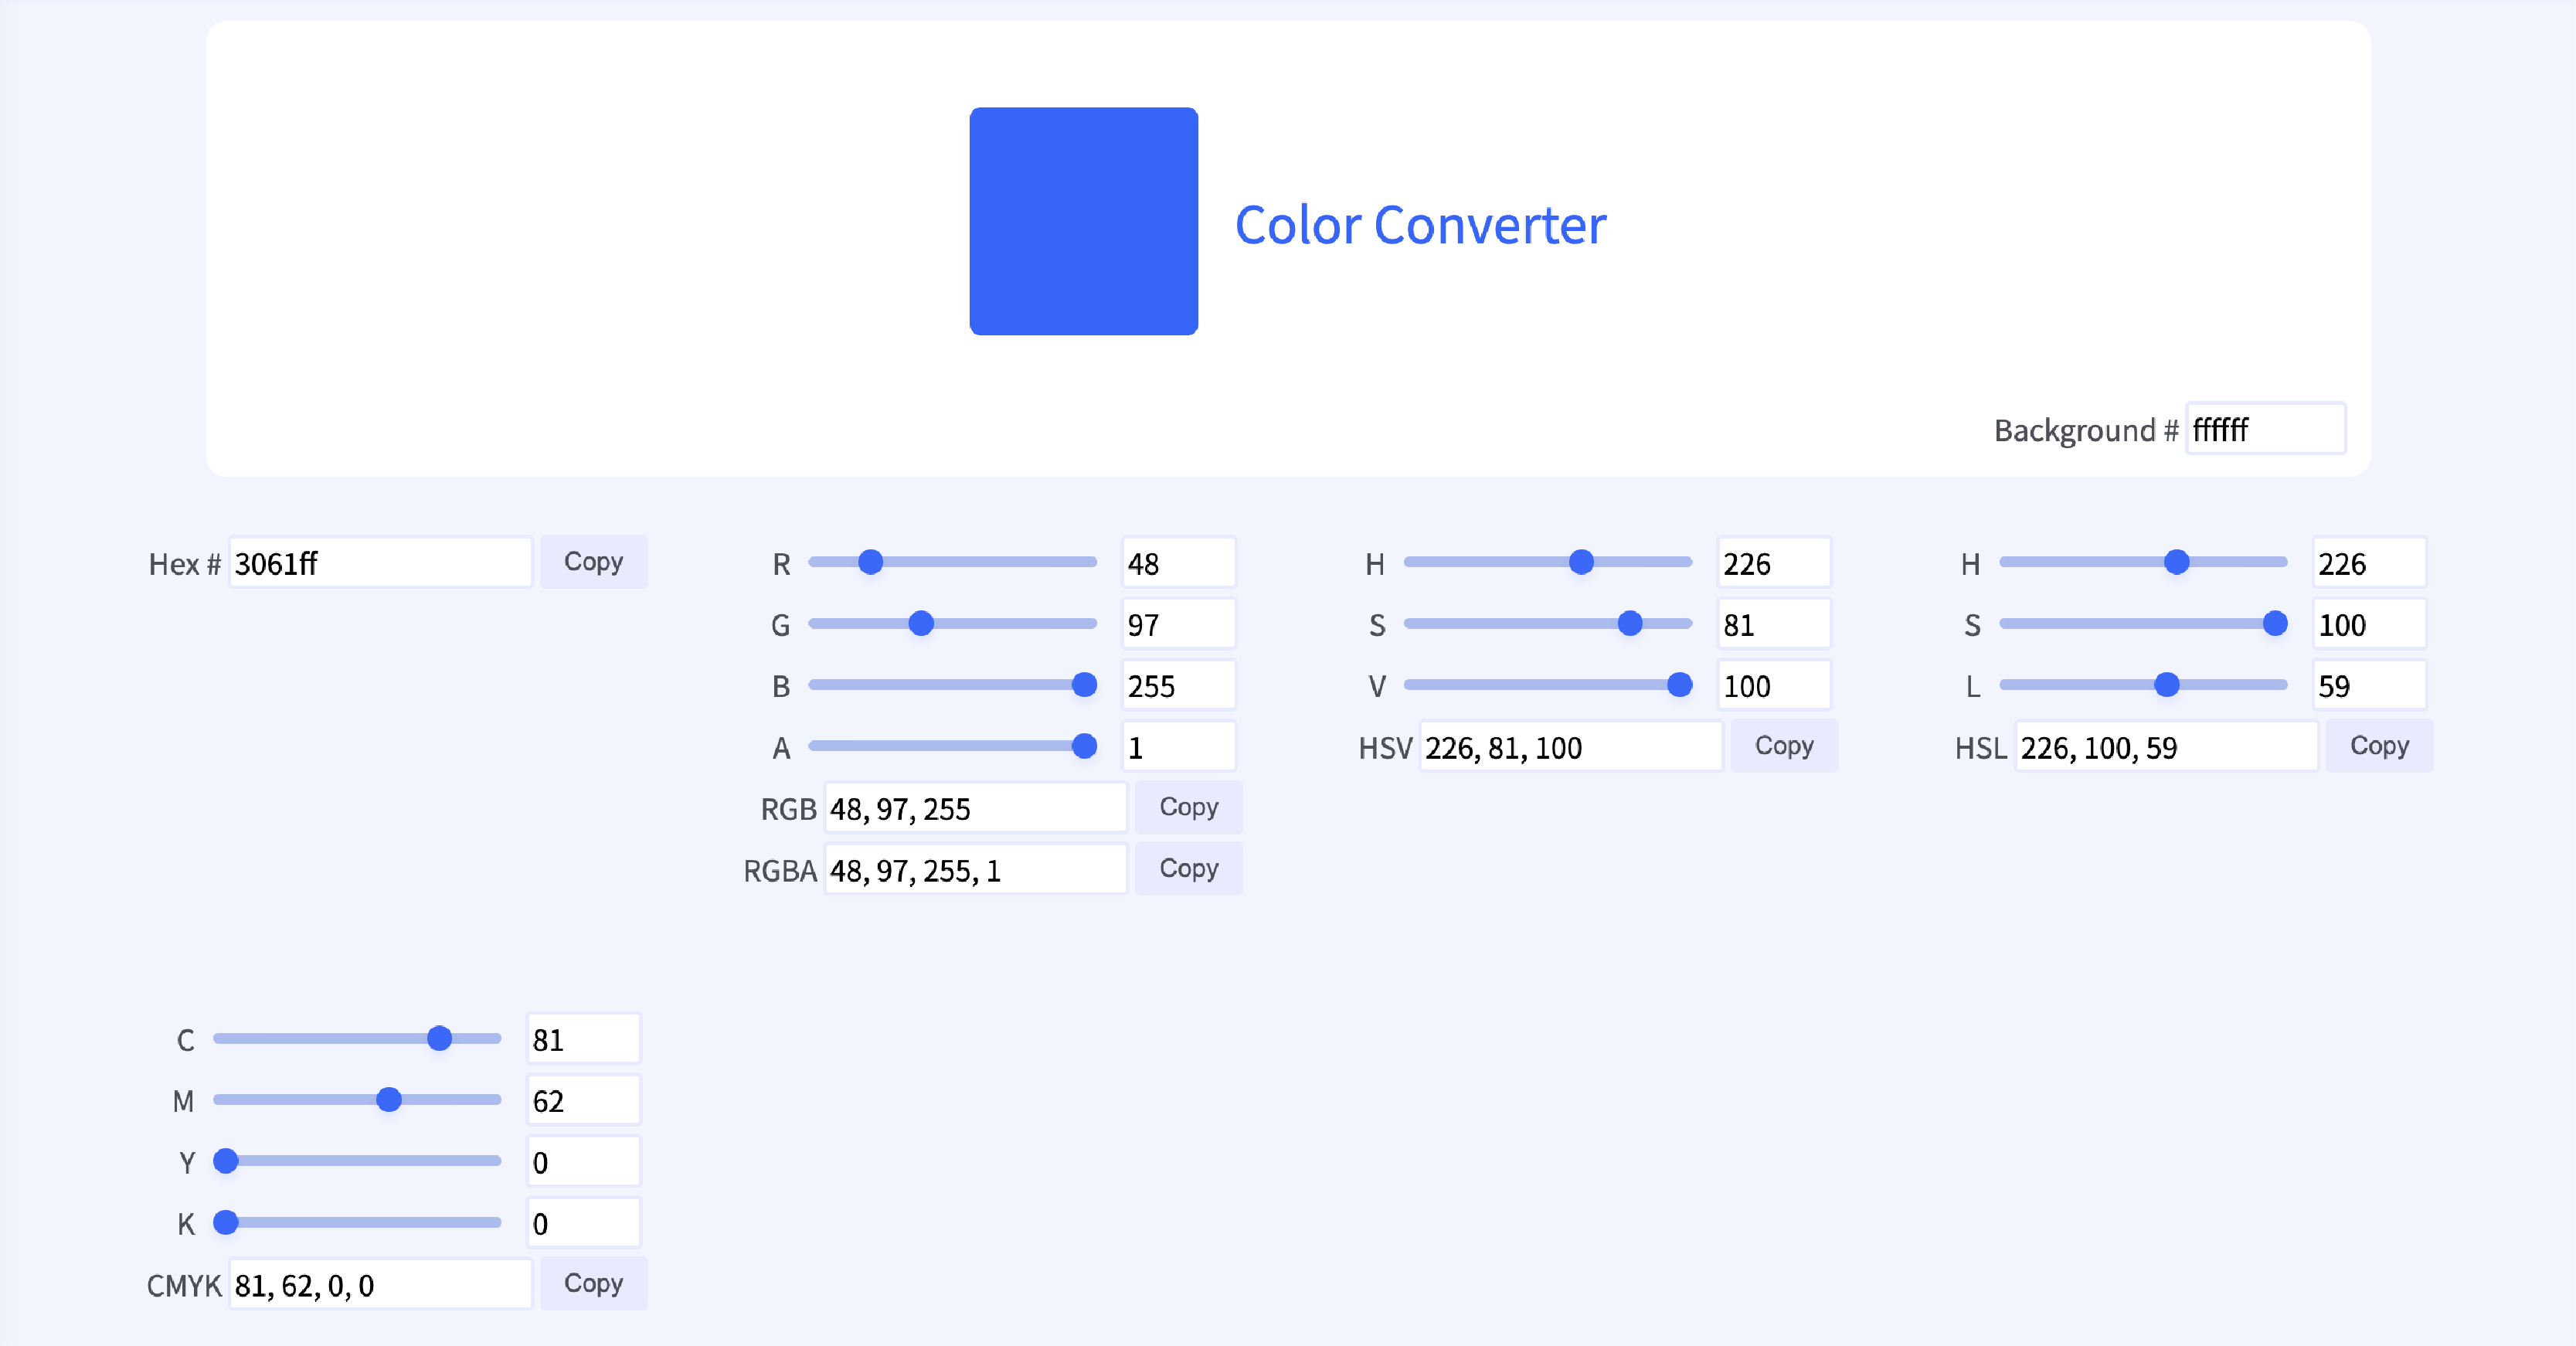 Color Converter
Background # ffffff
Hex # 3061ff Copy
R 48
G 97
B 255
A 1
RGB 48, 97, 255 Copy
RGBA 48, 97, 255, 1 Copy
H 226
S 81
V 100
HSV 226, 81, 100 Copy
H 226
S 100
L 59
HSL 226, 100, 59 Copy
C 81
M 62
Y 0
K 0
CMYK 81, 62, 0, 0 Copy